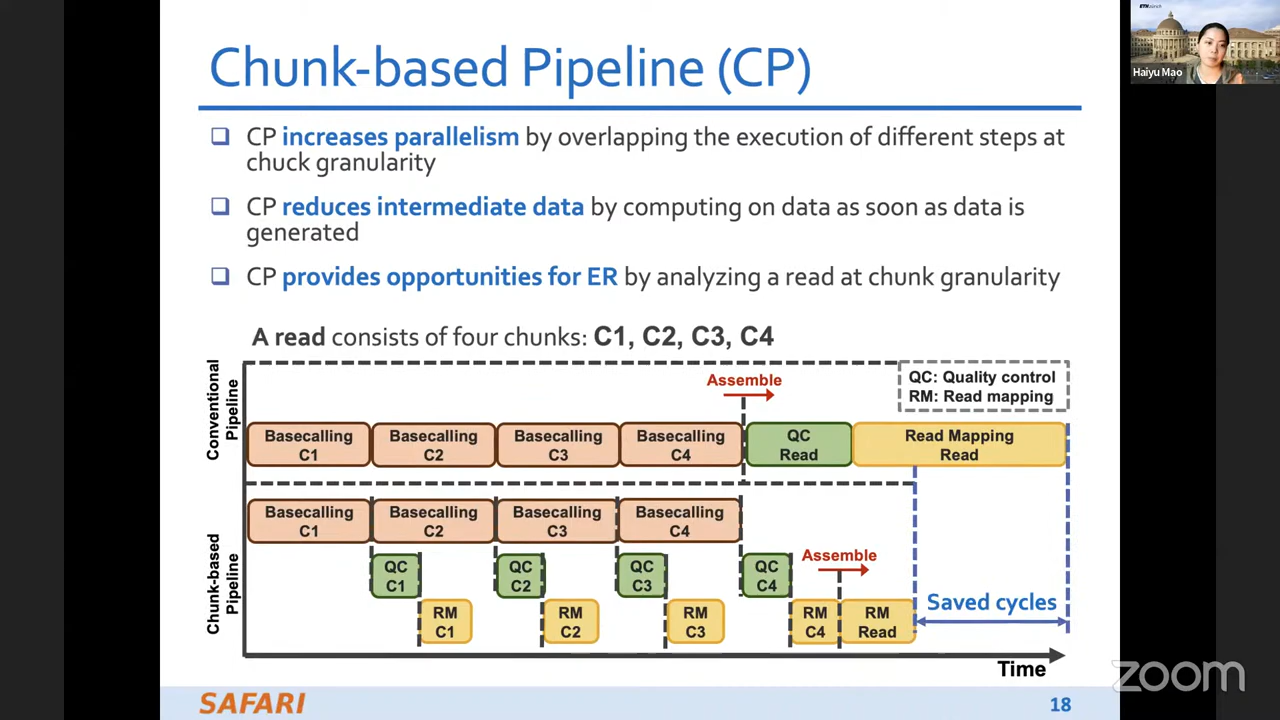 Chunk-based Pipeline (CP)
CP increases parallelism by overlapping the execution of different steps at
chuck granularity
CP reduces intermediate data by computing on data as soon as data is
generated
CP provides opportunities for ER by analyzing a read at chunk granularity
A read consists of four chunks: C1, C2, C3, C4
Conventional
Pipeline
Assemble
QC: Quality control
RM: Read mapping
Basecalling
C1
Basecalling
C2
Basecalling
C3
Basecalling
C4
QC
Read
Read Mapping
Read
Chunk-based
Pipeline
Basecalling
C1
Basecalling
C2
Basecalling
C3
Basecalling
C4
QC
C1
QC
C2
QC
C3
QC
C4
Assemble
RM
C1
RM
C2
RM
C3
RM
C4
RM
Read
Saved cycles
Time
SAFARI
18
ETH zürich
Haiyu Mao
zoom